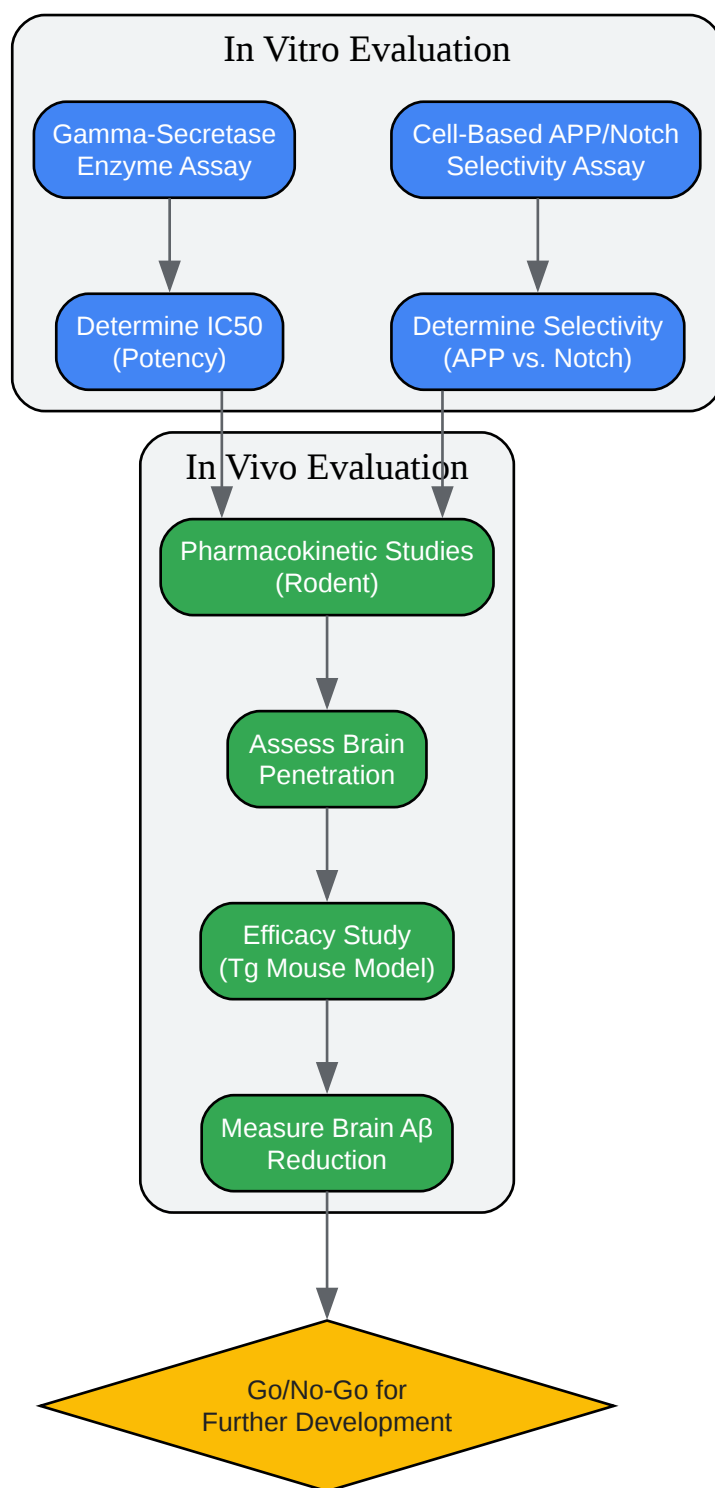 In Vitro Evaluation
Gamma-Secretase
Enzyme Assay
Cell-Based APP/Notch
Selectivity Assay
Determine IC50
(Potency)
Determine Selectivity
(APP vs. Notch)
In Vivo Evaluation
Pharmacokinetic Studies
(Rodent)
Assess Brain
Penetration
Efficacy Study
(Tg Mouse Model)
Measure Brain Aβ
Reduction
Go/No-Go for
Further Development